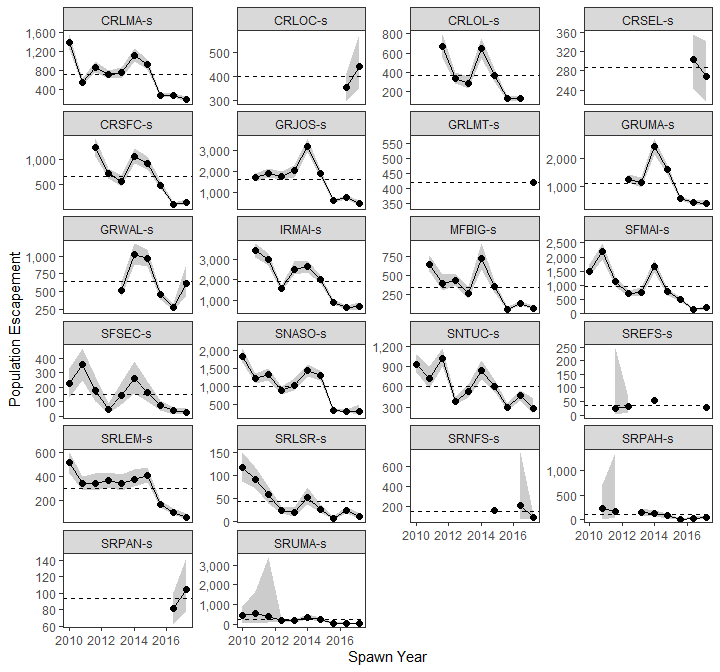 CRLMA-s CRLOC-s CRLOL-s CRSEL-s
1,600 1,200 800 400
500 400 300
800 600 400 200
360 320 280 240
CRSFC-s GRJOS-s GRLMT-s GRUMA-s
1,000 500
3,000 2,000 1,000
550 500 450 400 350
2,000 1,000
GRWAL-s IRMAI-s MFBIG-s SFMAI-s
1,000 750 500 250
3,000 2,000 1,000
750 500 250
2,500 2,000 1,500 1,000 500 0
SFSEC-s SNASO-s SNTUC-s SREFS-s
400 300 200 100 0
2,000 1,500 1,000 500
1,200 900 600 300
250 200 150 100 50 0
SRLEM-s SRLSR-s SRNFS-s SRPAH-s
600 400 200
150 100 50 0
600 400 200
1,000 500 0
2010 2012 2014 2016 2010 2012 2014 2016
SRPAN-s SRUMA-s
140 120 100 80 60
3,000 2,000 1,000 0
2010 2012 2014 2016 2010 2012 2014 2016
Population Escapement
Spawn Year